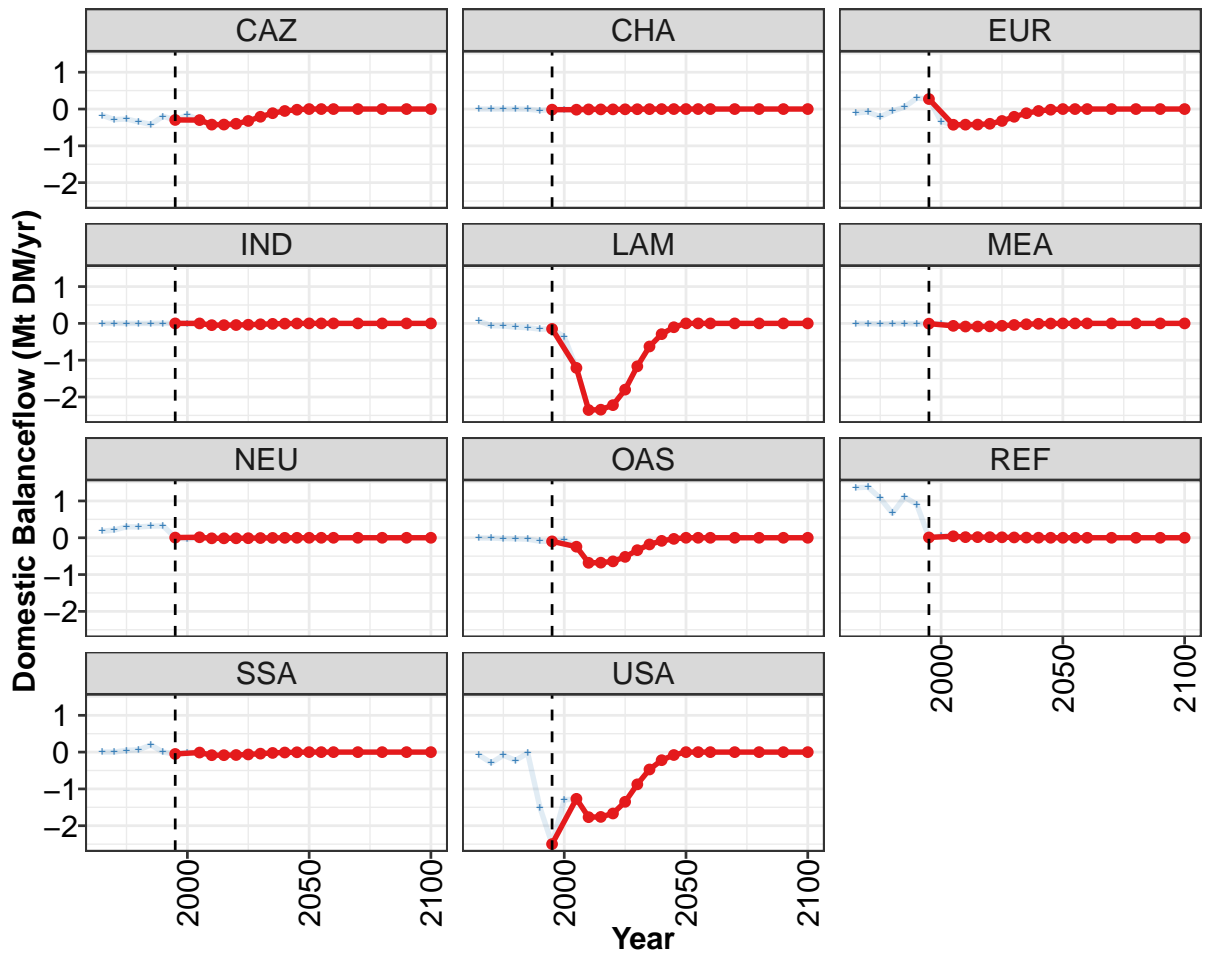 CAZ CHA EUR
1
0
−1
−2
IND LAM MEA
1
0
−1
−2
NEU OAS REF
1
0
−1
−2
SSA USA
1
0
−1
−2
2000 2050 2100
2000 2050 2100
2000 2050 2100
Year
Domestic Balanceflow (Mt DM/yr)